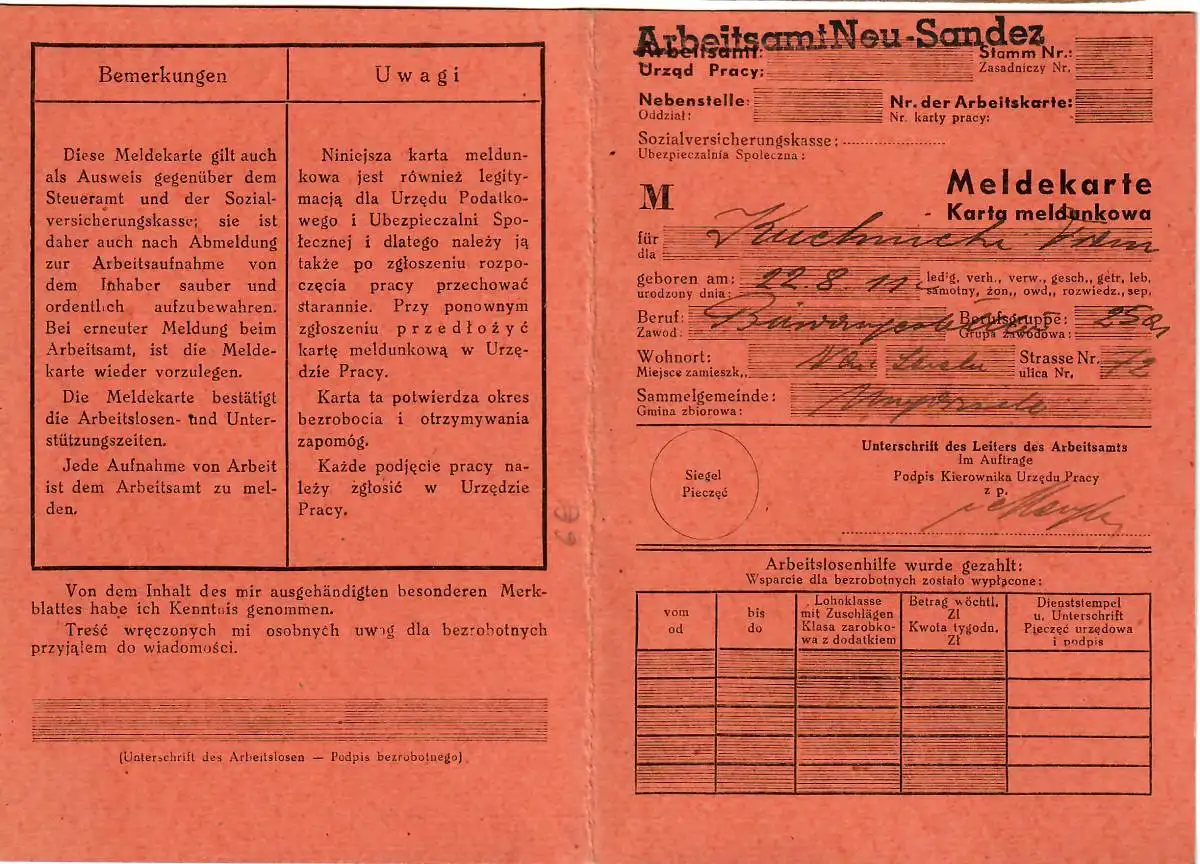 Bemerkungen
Diese Meldekarte gilt auch
als Ausweis gegenüber dem
Steueramt und der Sozial-
versicherungskasse; sie ist
daher auch nach Abmeldung
zur Arbeitsaufnahme von
dem Inhaber sauber und
ordentlich aufzubewahren.
Bei erneuter Meldung beim
Arbeitsamt, ist die Melde-
karte wieder vorzulegen.
Die Meldekarte bestätigt
die Arbeitslosen- und Unter-
stützungszeiten.
Jede Aufnahme von Arbeit
ist dem Arbeitsamt zu mel-
den.
Uwagi
Niniejsza karta meldun-
kowa jest również legity-
macją dla Urzędu Podatko-
wego i Ubezpieczalni Spo-
łecznej i dlatego należy ją
także po zgłoszeniu rozpo-
częcia pracy przechować
starannie. Przy ponownym
zgłoszeniu przedłożyć
kartę meldunkową w Urzę-
dzie Pracy.
Karta ta potwierdza okres
bezrobocia i otrzymywania
zapomóg.
Każde podjęcie pracy na-
leży zgłosić w Urzędzie
Pracy.
Von dem Inhalt des mir ausgehändigten besonderen Merk-
blattes habe ich Kenntnis genommen.
Treść wręczonych mi osobnych uwag dla bezrobotnych
przyjąłem do wiadomości.
(Unterschrift des Arbeitslosen — Podpis bezrobotnego)
Arbeitsamt Neu-Sandez
Arbeitsamt:
Urząd Pracy:
Stamm Nr.:
Zasadniczy Nr.
Nebenstelle:
Oddział:
Nr. der Arbeitskarte:
Nr. karty pracy:
Sozialversicherungskasse:
Ubezpieczalnia Społeczna:
M
Meldekarte
Karta meldunkowa
für
dla
geboren am: 22.8.11
urodzony dnia:
led'g, verh., verw., gesch., getr, leb.
samotny, żon,, owd,, rozwiedz., sep.
Beruf:
Zawod:
Berufsgruppe: 25a1
Grupa zawodowa:
Wohnort:
Miejsce zamieszk.,
Strasse Nr. 72
ulica Nr.
Sammelgemeinde:
Gmina zbiorowa:
Siegel
Pieczęć
Unterschrift des Leiters des Arbeitsamts
Im Auftrage
Podpis Kierownika Urzędu Pracy
z p.
Arbeitslosenhilfe wurde gezahlt:
Wsparcie dla bezrobotnych zostało wypłacone:
vom
od
bis
do
Lohnklasse
mit Zuschlägen
Klasa zarobko-
wa z dodatkiem
Betrag wöchtl.
Zl
Kwota tygodn.
Zł
Dienststempel
u. Unterschrift
Pieczęć urzędowa
i podpis